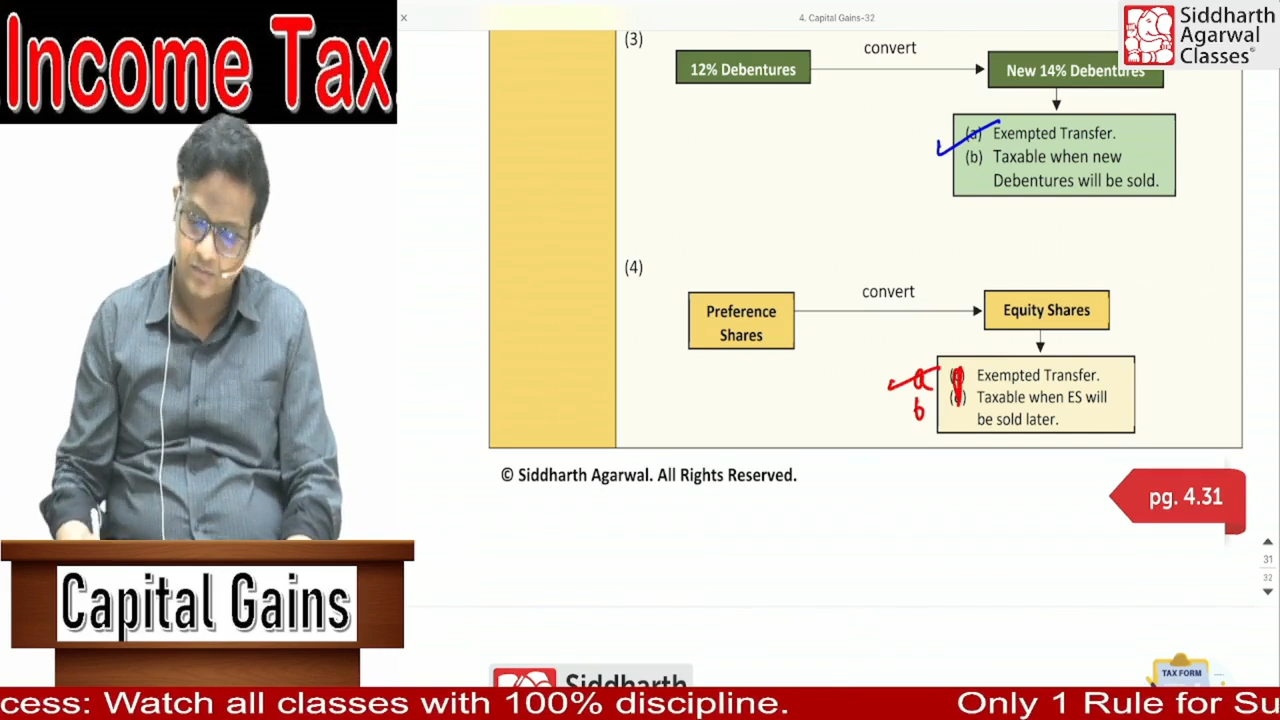 Income Tax
4. Capital Gains-32
Siddharth
Agarwal
Classes
(3)
convert
12% Debentures
New 14% Debentures
(a) Exempted Transfer.
(b) Taxable when new
Debentures will be sold.
(4)
convert
Preference
Shares
Equity Shares
a Exempted Transfer.
b Taxable when ES will
be sold later.
© Siddharth Agarwal. All Rights Reserved.
pg. 4.31
31
32
Capital Gains
Siddharth
TAX FORM
cess: Watch all classes with 100% discipline.
Only 1 Rule for Su